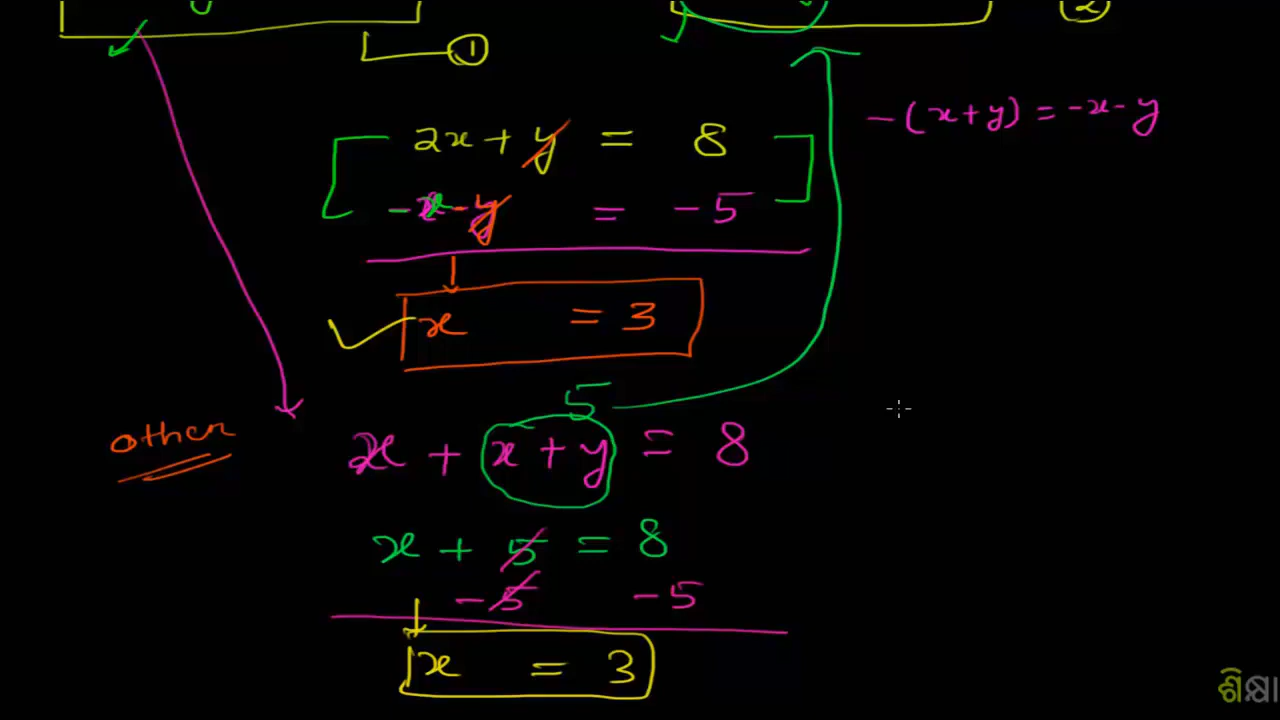 ①
②
-(x+y) = -x-y
2x + y = 8
-x-y = -5
x = 3
5
other
x + x + y = 8
x + 5 = 8
-5 -5
x = 3
ଶିକ୍ଷା